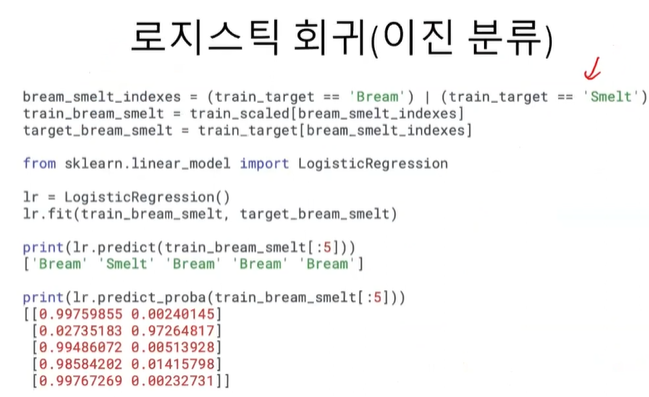 로지스틱 회귀(이진 분류)
bream_smelt_indexes = (train_target == 'Bream') | (train_target == 'Smelt')
train_bream_smelt = train_scaled[bream_smelt_indexes]
target_bream_smelt = train_target[bream_smelt_indexes]
from sklearn.linear_model import LogisticRegression
lr = LogisticRegression()
lr.fit(train_bream_smelt, target_bream_smelt)
print(lr.predict(train_bream_smelt[:5]))
['Bream' 'Smelt' 'Bream' 'Bream' 'Bream']
print(lr.predict_proba(train_bream_smelt[:5]))
[[0.99759855 0.00240145]
[0.02735183 0.97264817]
[0.99486072 0.00513928]
[0.98584202 0.01415798]
[0.99767269 0.00232731]]